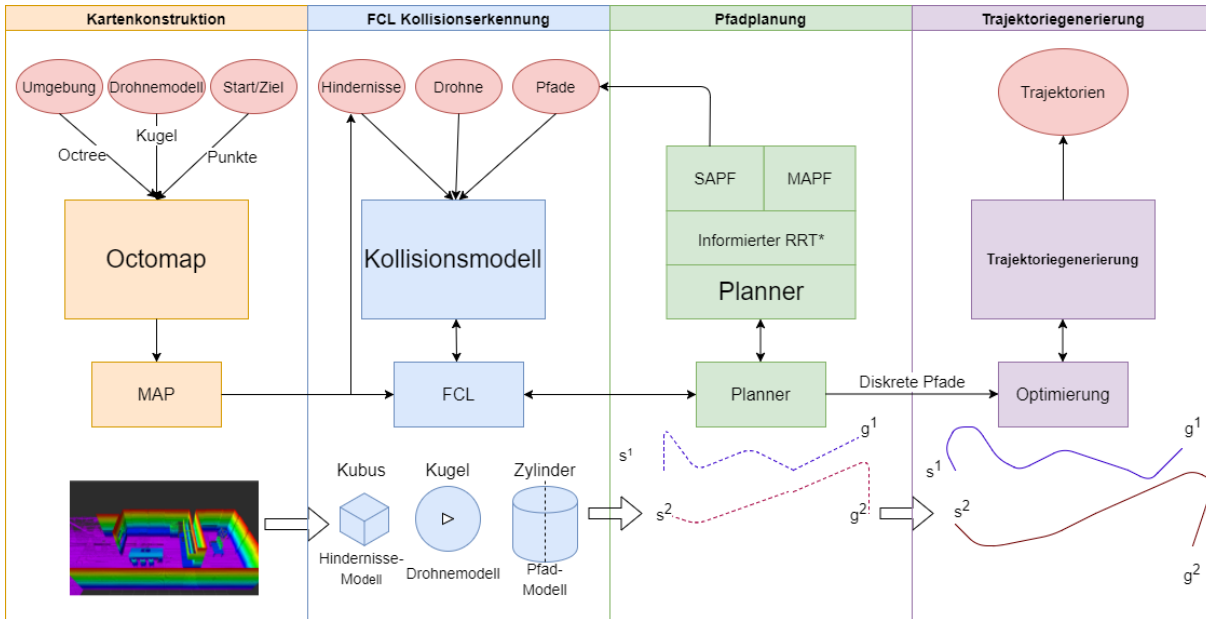 Kartenkonstruktion
FCL Kollisionserkennung
Pfadplanung
Trajektoriegenerierung
Umgebung
Drohnemodell
Start/Ziel
Hindernisse
Drohne
Pfade
Trajektorien
Octree
Kugel
Punkte
SAPF
MAPF
Informierter RRT*
Planner
Octomap
Kollisionsmodell
Trajektoriegenerierung
MAP
FCL
Planner
Diskrete Pfade
Optimierung
Kubus
Kugel
Zylinder
Hindernisse-
Modell
Drohnemodell
Pfad-
Modell
s¹
g¹
s²
g²
s¹
g¹
s²
g²